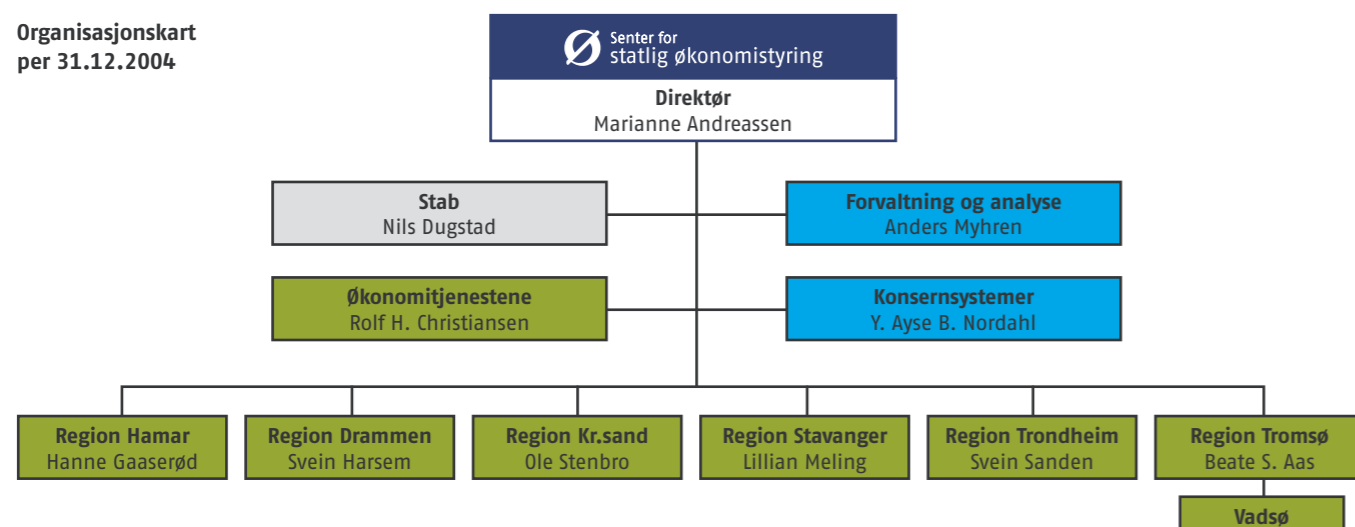 Organisasjonskart
per 31.12.2004
Senter for
statlig økonomistyring
Direktør
Marianne Andreassen
Stab
Nils Dugstad
Forvaltning og analyse
Anders Myhren
Økonomitjenestene
Rolf H. Christiansen
Konsernsystemer
Y. Ayse B. Nordahl
Region Hamar
Hanne Gaaserød
Region Drammen
Svein Harsem
Region Kr.sand
Ole Stenbro
Region Stavanger
Lillian Meling
Region Trondheim
Svein Sanden
Region Tromsø
Beate S. Aas
Vadsø